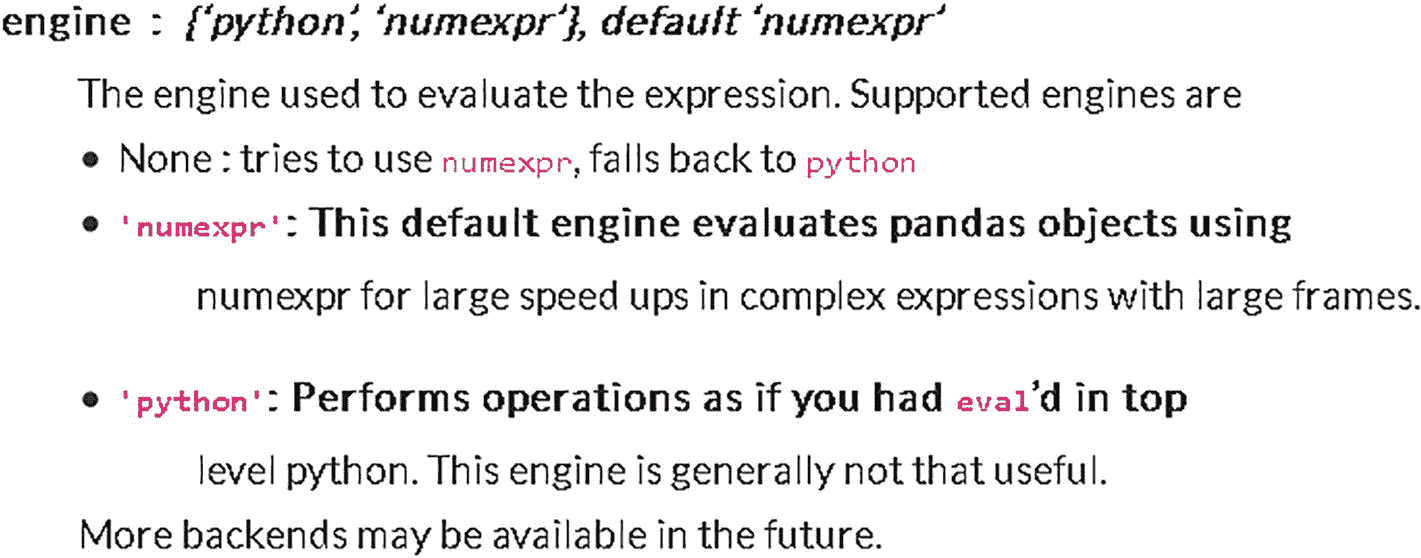 engine : {‘python’, ‘numexpr’}, default ‘numexpr’
The engine used to evaluate the expression. Supported engines are
• None : tries to use numexpr, falls back to python
• 'numexpr': This default engine evaluates pandas objects using
numexpr for large speed ups in complex expressions with large frames.
• 'python': Performs operations as if you had eval’d in top
level python. This engine is generally not that useful.
More backends may be available in the future.